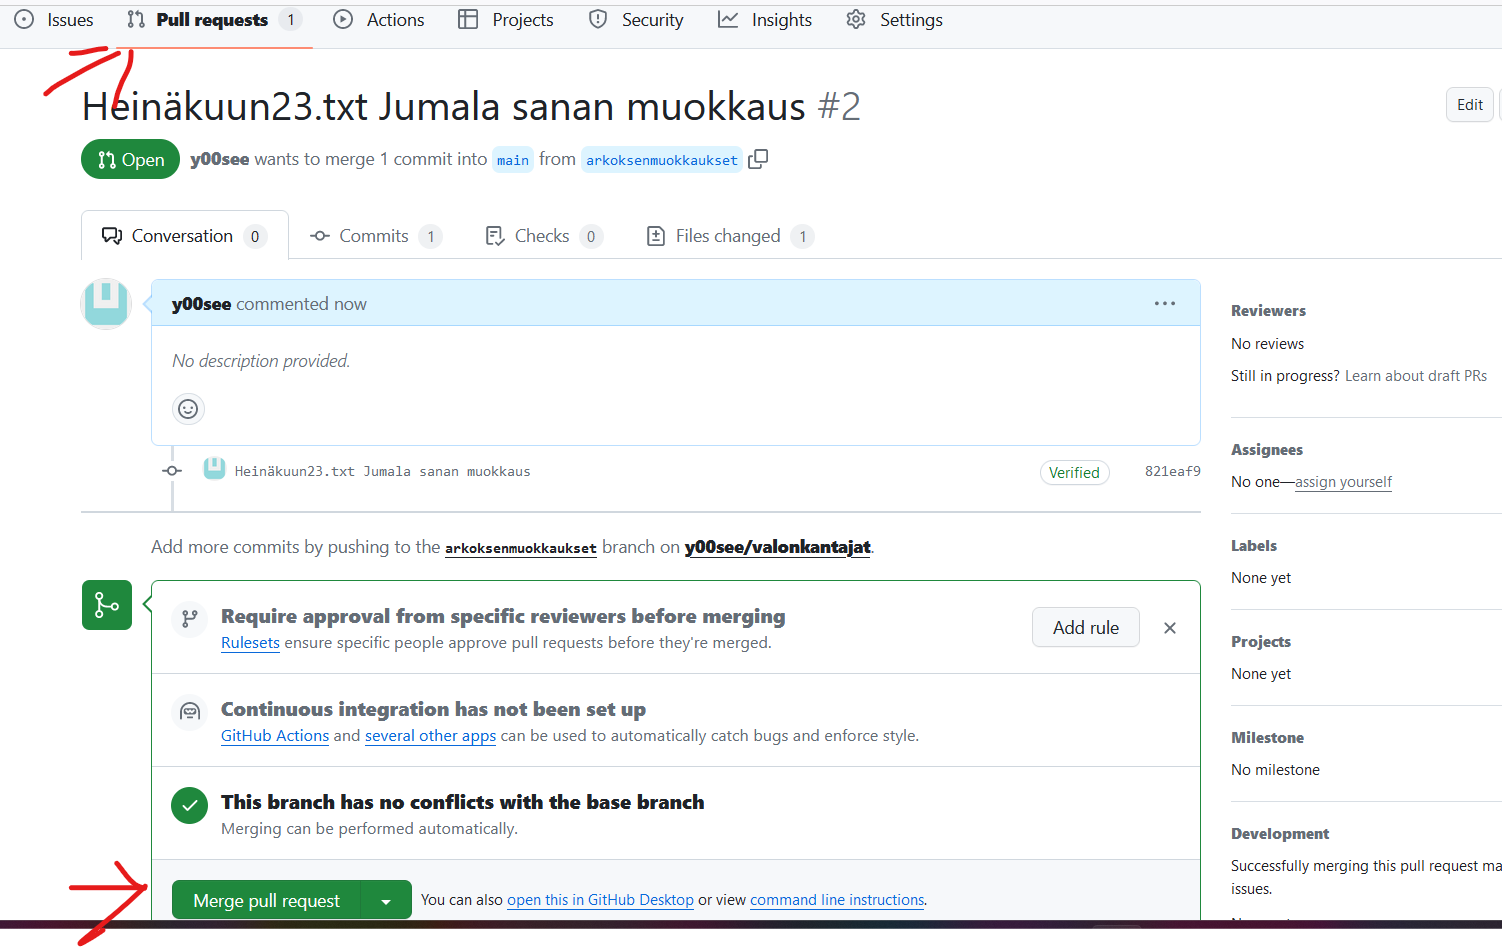 Issues Pull requests 1 Actions Projects Security Insights Settings
Heinäkuun23.txt Jumala sanan muokkaus #2
Edit
Open y00see wants to merge 1 commit into main from arkoksenmuokkaukset
Conversation 0 Commits 1 Checks 0 Files changed 1
y00see commented now
No description provided.
Heinäkuun23.txt Jumala sanan muokkaus Verified 821eaf9
Add more commits by pushing to the arkoksenmuokkaukset branch on y00see/valonkantajat.
Require approval from specific reviewers before merging
Rulesets ensure specific people approve pull requests before they're merged.
Add rule
Continuous integration has not been set up
GitHub Actions and several other apps can be used to automatically catch bugs and enforce style.
This branch has no conflicts with the base branch
Merging can be performed automatically.
Merge pull request You can also open this in GitHub Desktop or view command line instructions.
Reviewers
No reviews
Still in progress? Learn about draft PRs
Assignees
No one—assign yourself
Labels
None yet
Projects
None yet
Milestone
No milestone
Development
Successfully merging this pull request ma
issues.